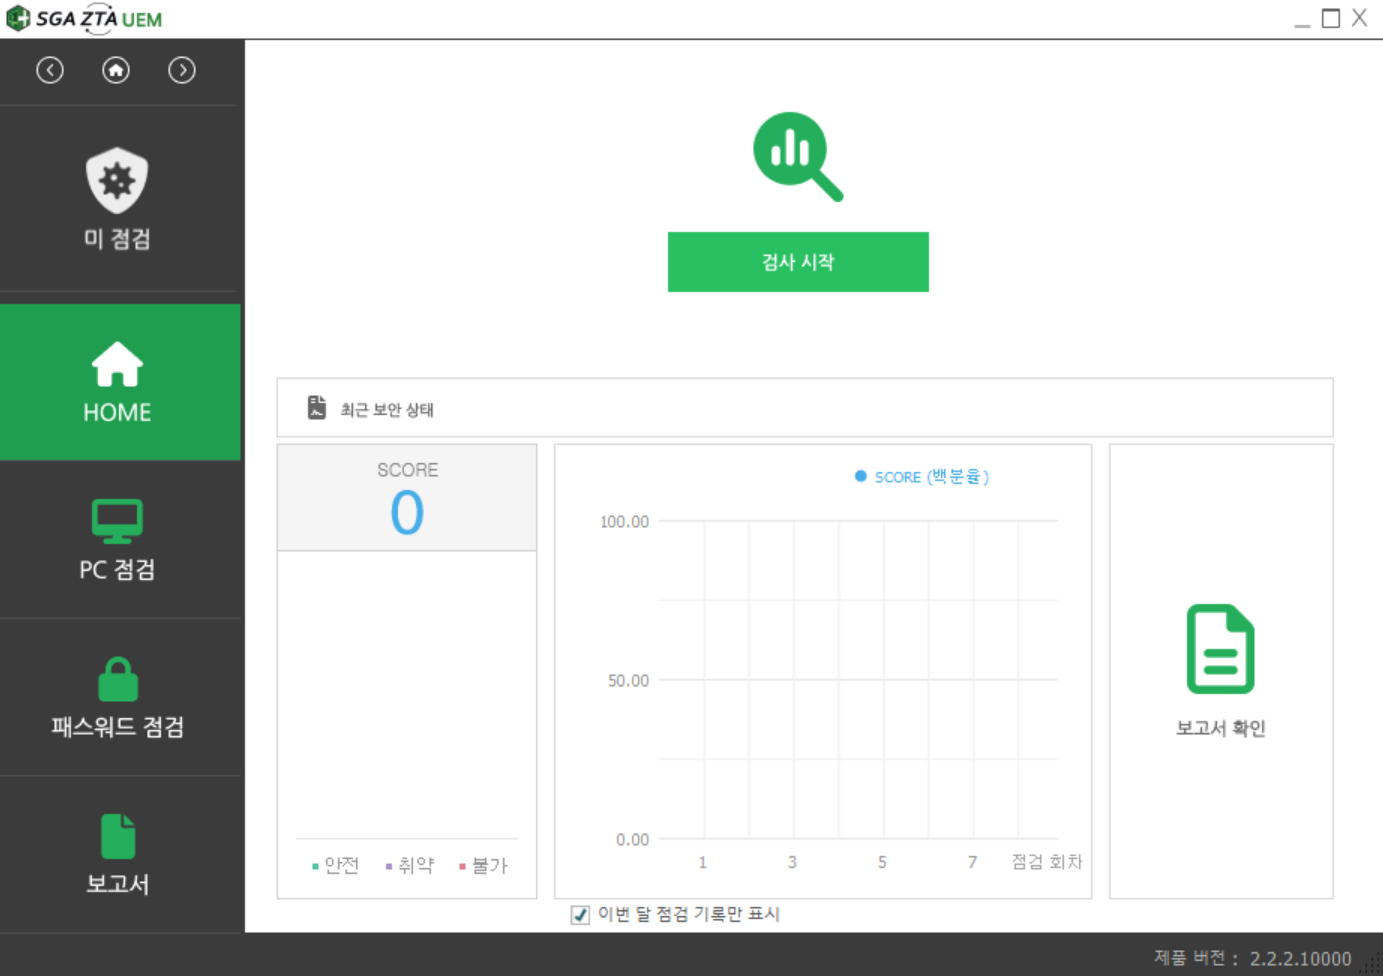 SGA ZTA UEM
미 점검
HOME
PC 점검
패스워드 점검
보고서
검사 시작
최근 보안 상태
SCORE
0
안전 취약 불가
SCORE (백분율)
100.00
50.00
0.00
1 3 5 7 점검 회차
이번 달 점검 기록만 표시
보고서 확인
제품 버전 : 2.2.2.10000